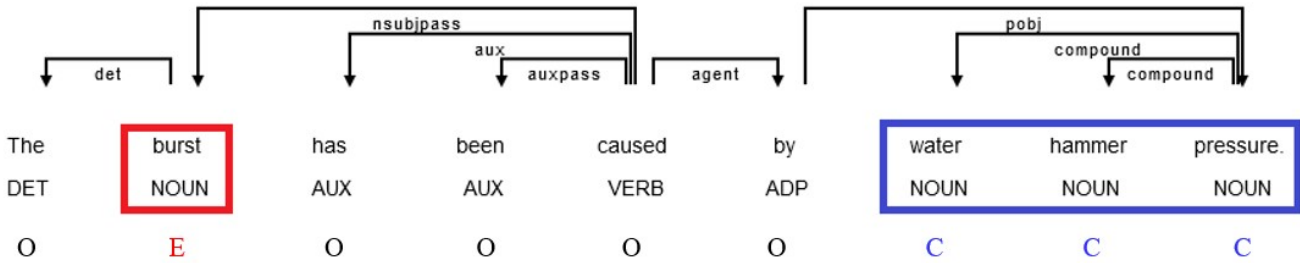 nsubjpass pobj
aux compound
det auxpass agent compound
The burst has been caused by water hammer pressure.
DET NOUN AUX AUX VERB ADP NOUN NOUN NOUN
O E O O O O C C C